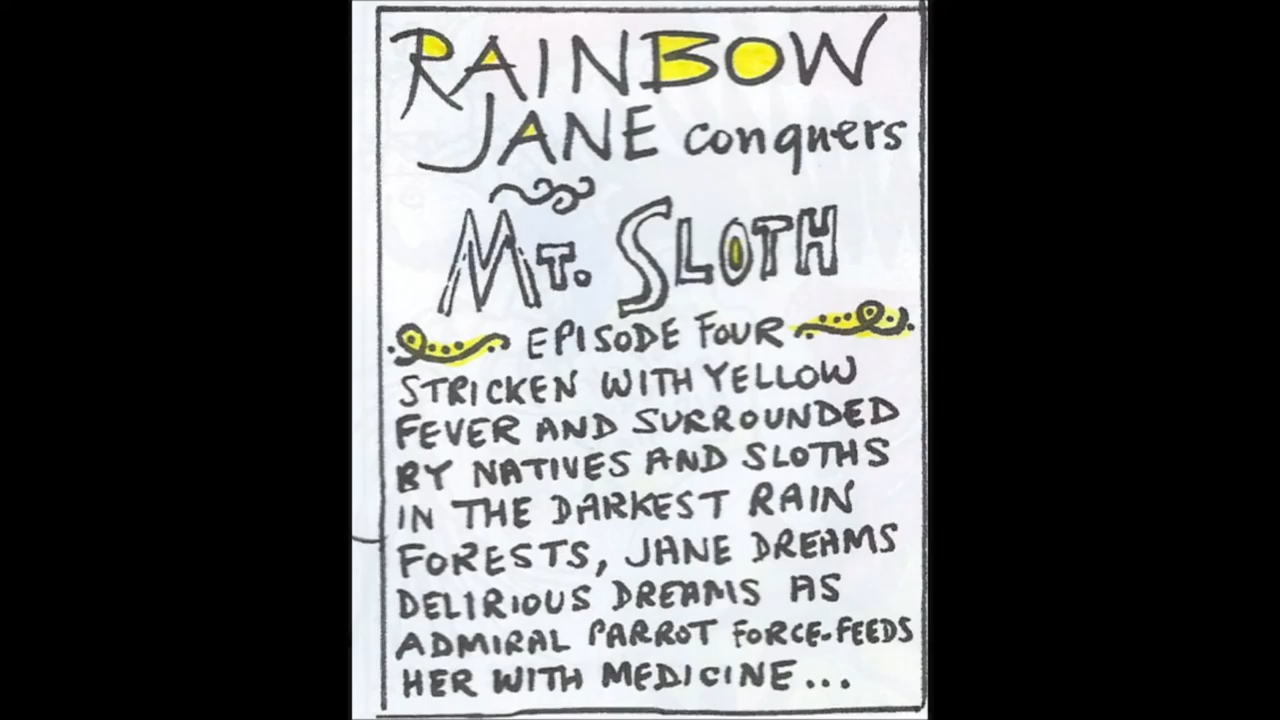 RAINBOW
JANE conquers
MT. SLOTH
EPISODE FOUR
STRICKEN WITH YELLOW
FEVER AND SURROUNDED
BY NATIVES AND SLOTHS
IN THE DARKEST RAIN
FORESTS, JANE DREAMS
DELIRIOUS DREAMS AS
ADMIRAL PARROT FORCE-FEEDS
HER WITH MEDICINE...